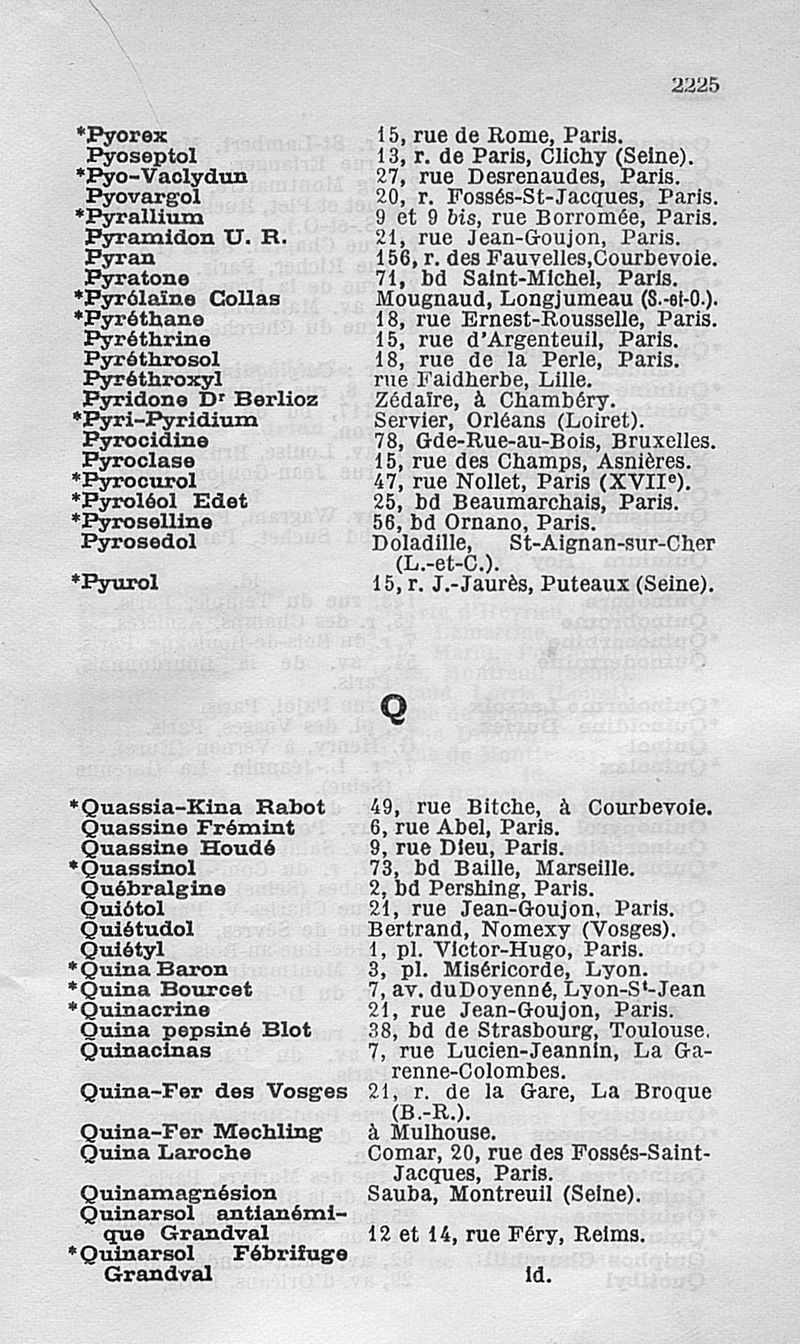 2225
*Pyorex 15, rue de Rome, Paris.
Pyoseptol 13, r. de Paris, Clichy (Seine).
*Pyo-Vaclydun 27, rue Desrenaudes, Paris.
Pyovargol 20, r. Fossés-St-Jacques, Paris.
*Pyrallium 9 et 9 bis, rue Borromée, Paris.
Pyramidon U. R. 21, rue Jean-Goujon, Paris.
Pyran 156, r. des Fauvelles, Courbevoie.
Pyratone 71, bd Saint-Michel, Paris.
*Pyrélaïne Collas Mougnaud, Longjumeau (S.-et-O.).
*Pyréthane 18, rue Ernest-Rousselle, Paris.
Pyréthrine 15, rue d'Argenteuil, Paris.
Pyréthrosol 18, rue de la Perle, Paris.
Pyréthroxyl rue Faidherbe, Lille.
Pyridone Dr Berlioz Zédaïre, à Chambéry.
*Pyri-Pyridium Servier, Orléans (Loiret).
Pyrocidine 78, Gde-Rue-au-Bois, Bruxelles.
Pyroclase 15, rue des Champs, Asnières.
*Pyrocurol 47, rue Nollet, Paris (XVIIe).
*Pyroléol Edet 25, bd Beaumarchais, Paris.
*Pyroselline 56, bd Ornano, Paris.
Pyrosedol Doladille, St-Aignan-sur-Cher
(L.-et-C.).
*Pyurol 15, r. J.-Jaurès, Puteaux (Seine).
Q
*Quassia-Kina Rabot 49, rue Bitche, à Courbevoie.
Quassine Frémint 6, rue Abel, Paris.
Quassine Houdé 9, rue Dieu, Paris.
*Quassinol 73, bd Baille, Marseille.
Québralgine 2, bd Pershing, Paris.
Quiétol 21, rue Jean-Goujon, Paris.
Quiétudol Bertrand, Nomexy (Vosges).
Quiétyl 1, pl. Victor-Hugo, Paris.
*Quina Baron 3, pl. Miséricorde, Lyon.
*Quina Bourcet 7, av. du Doyenné, Lyon-St-Jean
*Quinacrine 21, rue Jean-Goujon, Paris.
Quina pepsiné Blot 38, bd de Strasbourg, Toulouse.
Quinacinas 7, rue Lucien-Jeannin, La Ga-
renne-Colombes.
Quina-Fer des Vosges 21, r. de la Gare, La Broque
(B.-R.).
Quina-Fer Mechling à Mulhouse.
Quina Laroche Comar, 20, rue des Fossés-Saint-
Jacques, Paris.
Quinamagnésion Sauba, Montreuil (Seine).
Quinarsol antianémi-
que Grandval 12 et 14, rue Féry, Reims.
*Quinarsol Fébrifuge
Grandval id.